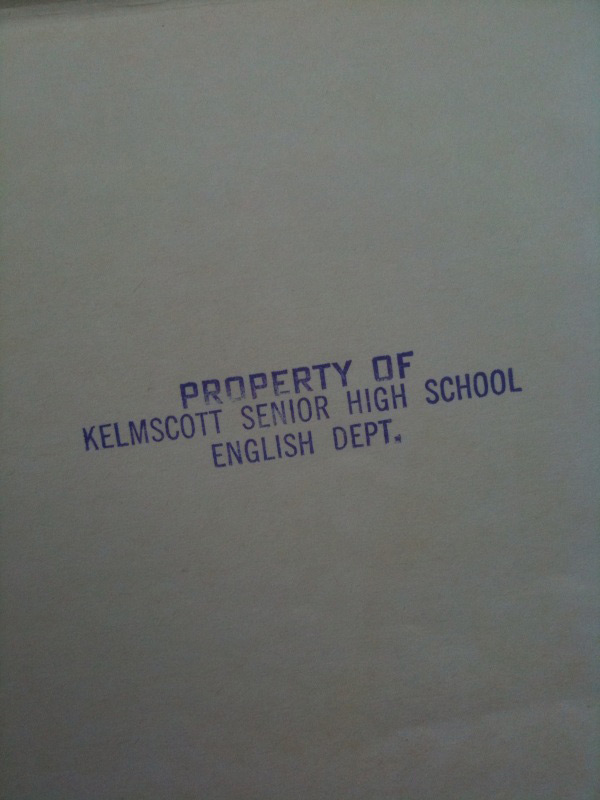 PROPERTY OF
KELMSCOTT SENIOR HIGH SCHOOL
ENGLISH DEPT.